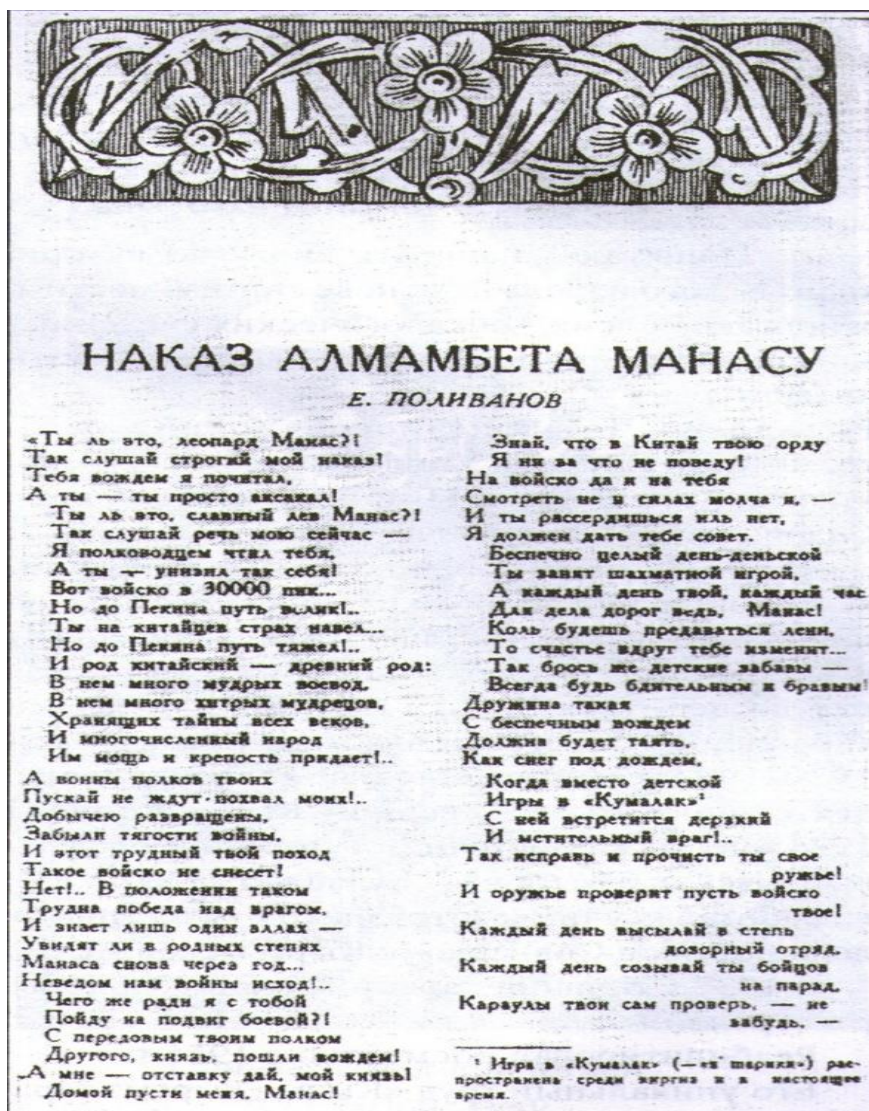 НАКАЗ АЛМАМБЕТА МАНАСУ
Е. ПОЛИВАНОВ
«Ты ль это, леопард Манас?!
Так слушай строгий мой наказ!
Тебя вождем я почитал,
А ты — ты просто аксакал!
Ты ль это, славный лев Манас?!
Так слушай речь мою сейчас —
Я полководцем чтил тебя,
А ты — унизил так себя!
Вот войско в 30000 пик...
Но до Пекина путь велик!..
Ты на китайцев страх навел...
Но до Пекина путь тяжел!..
И род китайский — древний род:
В нем много мудрых воевод,
В нем много хитрых мудрецов,
Хранящих тайны всех веков.
И многочисленный народ
Им мощь и крепость придает!..
А воины полков твоих
Пускай не ждут похвал моих!..
Добычею развращены,
Забыли тягости войны,
И этот трудный твой поход
Такое войско не снесет!
Нет!.. В положении таком
Трудна победа над врагом,
И знает лишь один аллах —
Увидят ли в родных степях
Манаса снова через год...
Неведом нам войны исход!..
Чего же ради я с тобой
Пойду на подвиг боевой?!
С передовым твоим полком
Другого, князь, пошли вождем!
А мне — отставку дай, мой князь!
Домой пусти меня, Манас!
Знай, что в Китай твою орду
Я ни за что не поведу!
На войско да и на тебя
Смотреть не в силах молча я, —
И ты рассердишься иль нет,
Я должен дать тебе совет.
Беспечно целый день-деньской
Ты занят шахматной игрой,
А каждый день твой, каждый час
Для дела дорог ведь, Манас!
Коль будешь предаваться лени,
То счастье вдруг тебе изменит...
Так брось же детские забавы —
Всегда будь бдительным и бравым!
Дружина такая
С беспечным вождем
Должна будет таять,
Как снег под дождем,
Когда вместо детской
Игры в «Кумалак»¹
С ней встретится дерзкий
И мстительный враг!..
Так исправь и прочисть ты свое
ружье!
И оружье проверит пусть войско
твое!
Каждый день высылай в степь
дозорный отряд,
Каждый день созывай ты бойцов
на парад,
Караулы твои сам проверь, — не
забудь, —
¹ Игра «Кумалак» (—«в шарики») рас-
пространена среди киргиз и в настоящее
время.